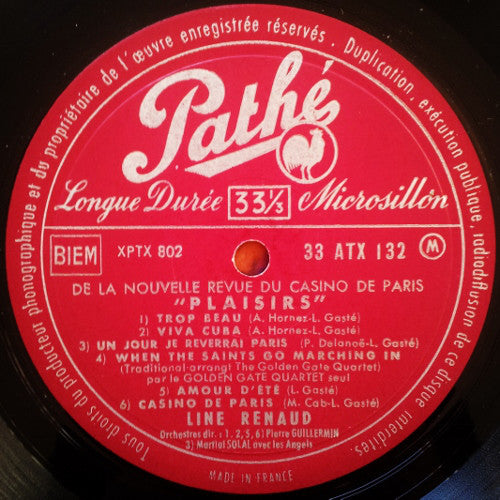 Tous droits du producteur phonographique et du propriétaire de l'œuvre enregistrée réservés. Duplication, exécution publique, radiodiffusion de ce disque interdites.
Pathé
Longue Durée 33⅓ Microsillon
BIEM XPTX 802 33 ATX 132 M
DE LA NOUVELLE REVUE DU CASINO DE PARIS
"PLAISIRS"
1) TROP BEAU (A. Hornez-L. Gasté)
2) VIVA CUBA (A. Hornez-L. Gasté)
3) UN JOUR JE REVERRAI PARIS (P. Delanoë-L. Gasté)
4) WHEN THE SAINTS GO MARCHING IN
(Traditional-arrangt The Golden Gate Quartet)
par le GOLDEN GATE QUARTET seul
5) AMOUR D'ÉTÉ (L. Gasté)
6) CASINO DE PARIS (M. Cab-L. Gasté)
LINE RENAUD
Orchestres dir. : 1, 2, 5, 6) Pierre GUILLERMIN
3) Martial SOLAL avec les Angels
MADE IN FRANCE